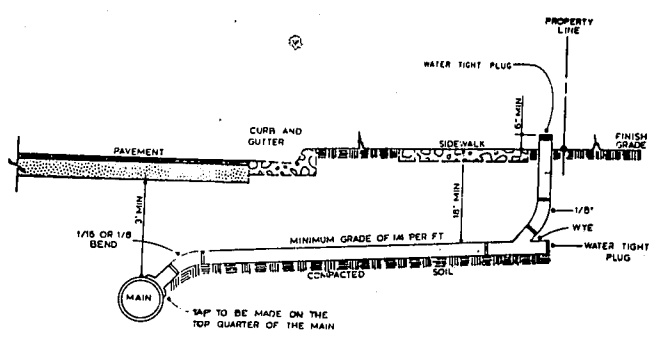 PROPERTY
LINE
WATER TIGHT PLUG
6" MIN
CURB AND
GUTTER
PAVEMENT
SIDEWALK
FINISH
GRADE
3' MIN
18" MIN
1/8"
1/16 OR 1/8
BEND
MINIMUM GRADE OF 1/4 PER FT
WYE
WATER TIGHT
PLUG
COMPACTED SOIL
MAIN
TAP TO BE MADE ON THE
TOP QUARTER OF THE MAIN